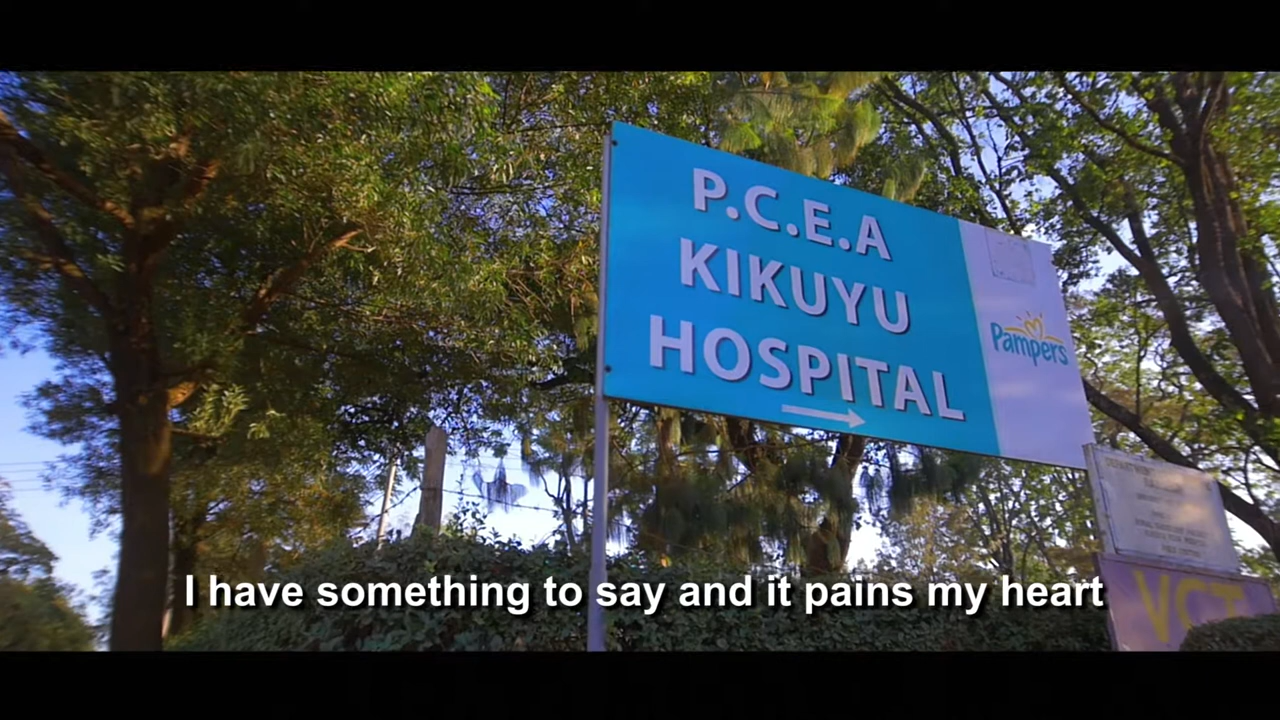 P.C.E.A
KIKUYU
HOSPITAL
Pampers
VCT
I have something to say and it pains my heart